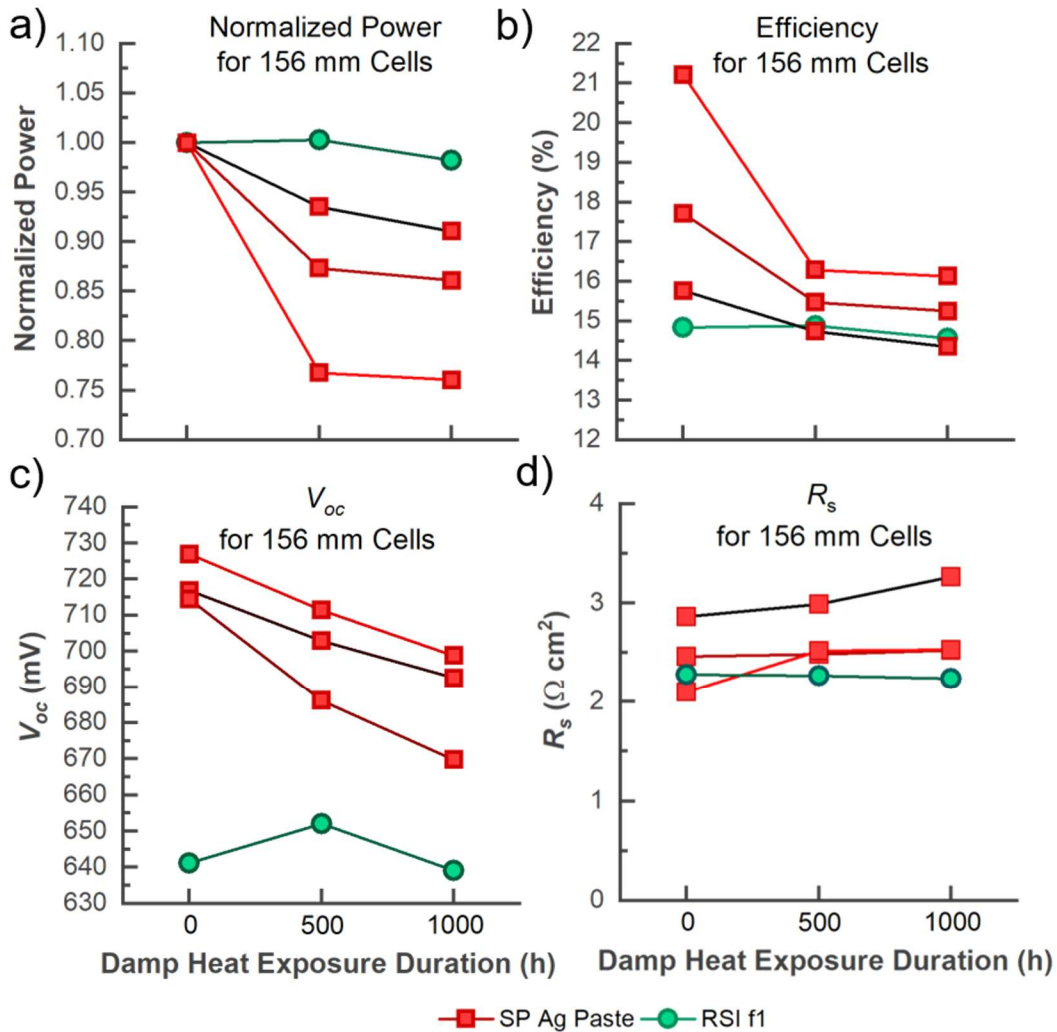 a)
Normalized Power
for 156 mm Cells
1.10
1.05
1.00
0.95
0.90
0.85
0.80
0.75
0.70
Normalized Power
b)
Efficiency
for 156 mm Cells
22
21
20
19
18
17
16
15
14
13
12
Efficiency (%)
c)
Voc
for 156 mm Cells
740
730
720
710
700
690
680
670
660
650
640
630
Voc (mV)
0 500 1000
Damp Heat Exposure Duration (h)
d)
Rs
for 156 mm Cells
4
3
2
1
0
Rs (Ω cm²)
0 500 1000
Damp Heat Exposure Duration (h)
SP Ag Paste RSI f1